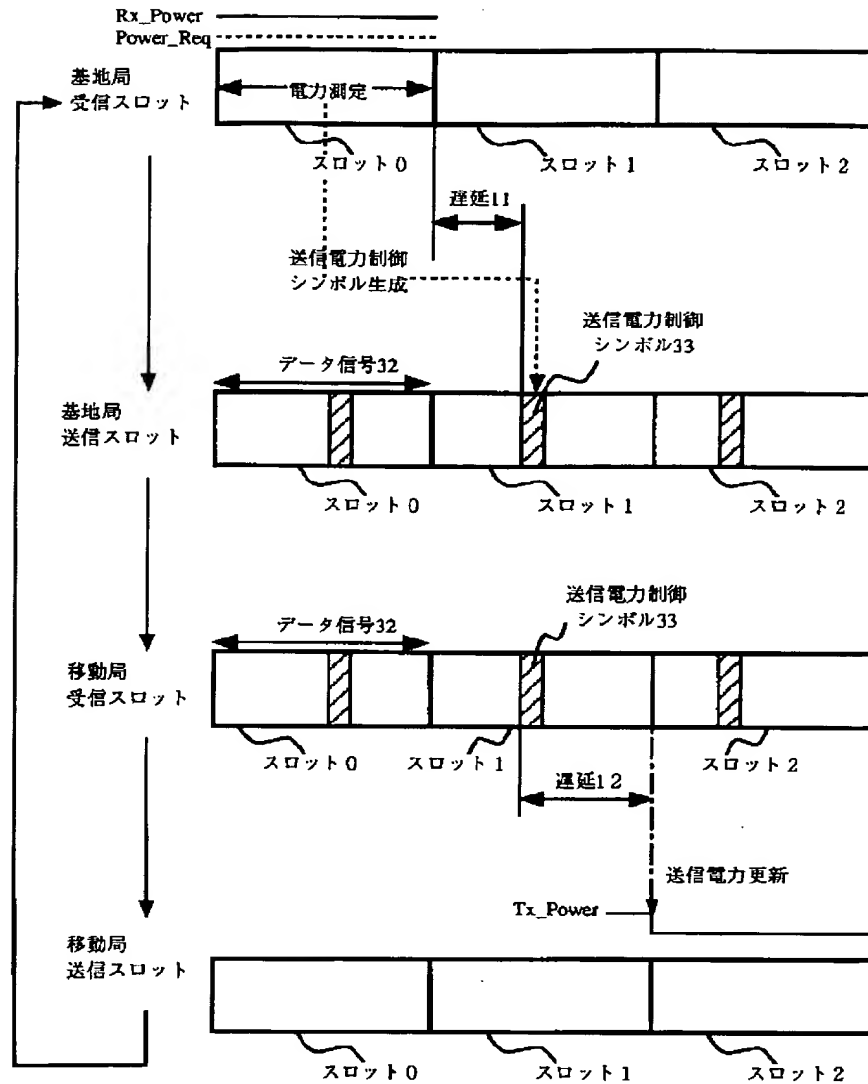 Rx_Power
Power_Req
基地局
受信スロット
電力測定
スロット0
スロット1
スロット2
遅延11
送信電力制御
シンボル生成
送信電力制御
シンボル33
データ信号32
基地局
送信スロット
スロット0
スロット1
スロット2
送信電力制御
シンボル33
データ信号32
移動局
受信スロット
スロット0
スロット1
スロット2
遅延12
送信電力更新
Tx_Power
移動局
送信スロット
スロット0
スロット1
スロット2